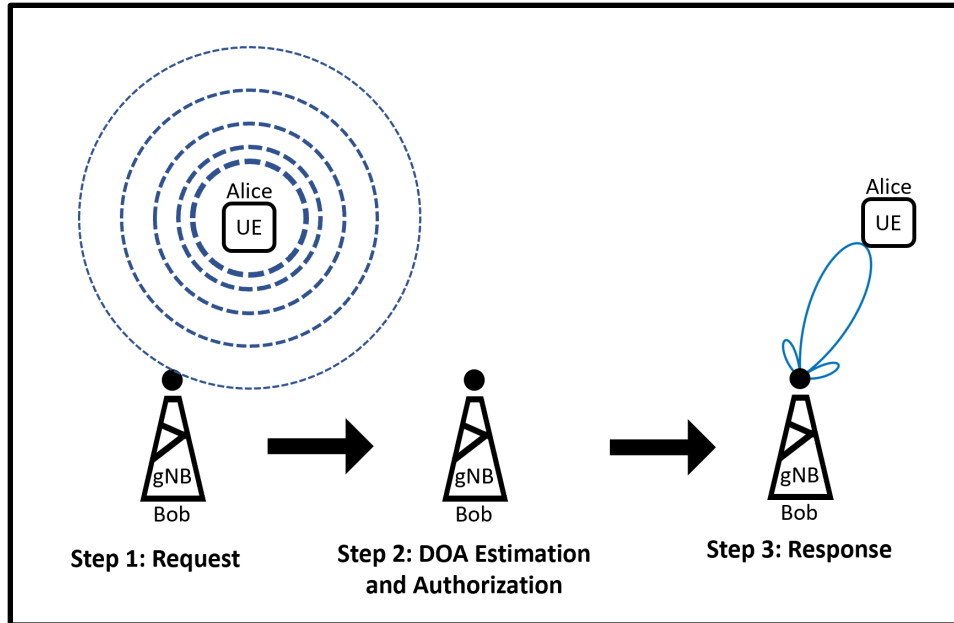 Alice
UE
gNB
Bob
Step 1: Request
gNB
Bob
Step 2: DOA Estimation
and Authorization
Alice
UE
gNB
Bob
Step 3: Response